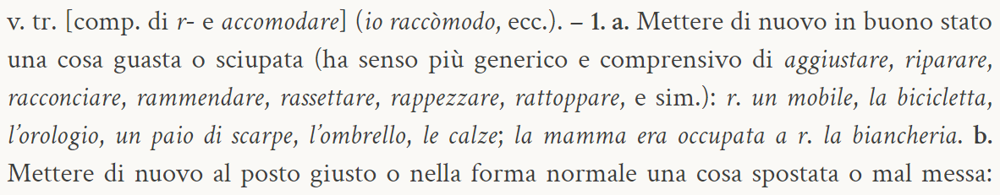 v. tr. [comp. di r- e accomodare] (io raccòmodo, ecc.). – 1. a. Mettere di nuovo in buono stato
una cosa guasta o sciupata (ha senso più generico e comprensivo di aggiustare, riparare,
racconciare, rammendare, rassettare, rappezzare, rattoppare, e sim.): r. un mobile, la bicicletta,
l’orologio, un paio di scarpe, l’ombrello, le calze; la mamma era occupata a r. la biancheria. b.
Mettere di nuovo al posto giusto o nella forma normale una cosa spostata o mal messa: